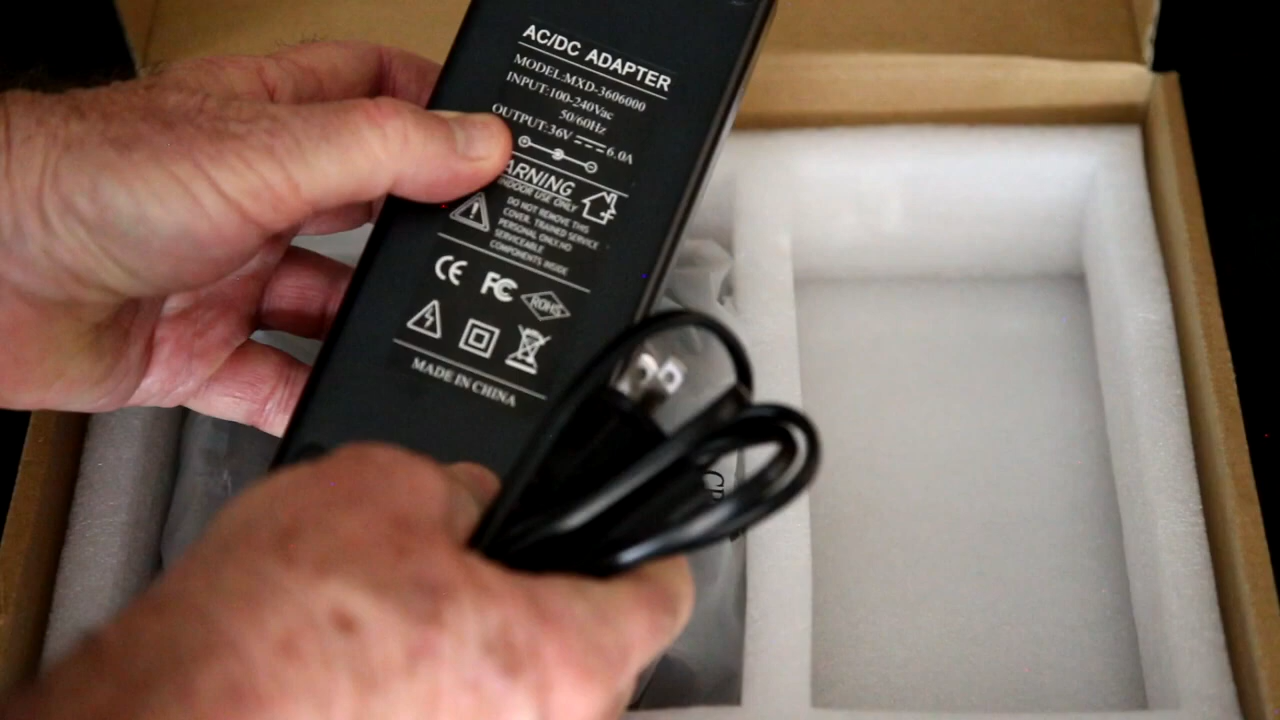 AC/DC ADAPTER
MODEL:MXD-3606000
INPUT:100-240Vac
50/60Hz
OUTPUT:36V 6.0A
ARNING
INDOOR USE ONLY
DO NOT REMOVE THIS
COVER. TRAINED SERVICE
PERSONAL ONLY.NO
SERVICEABLE
COMPONENTS INSIDE
CE FC ROHS
MADE IN CHINA